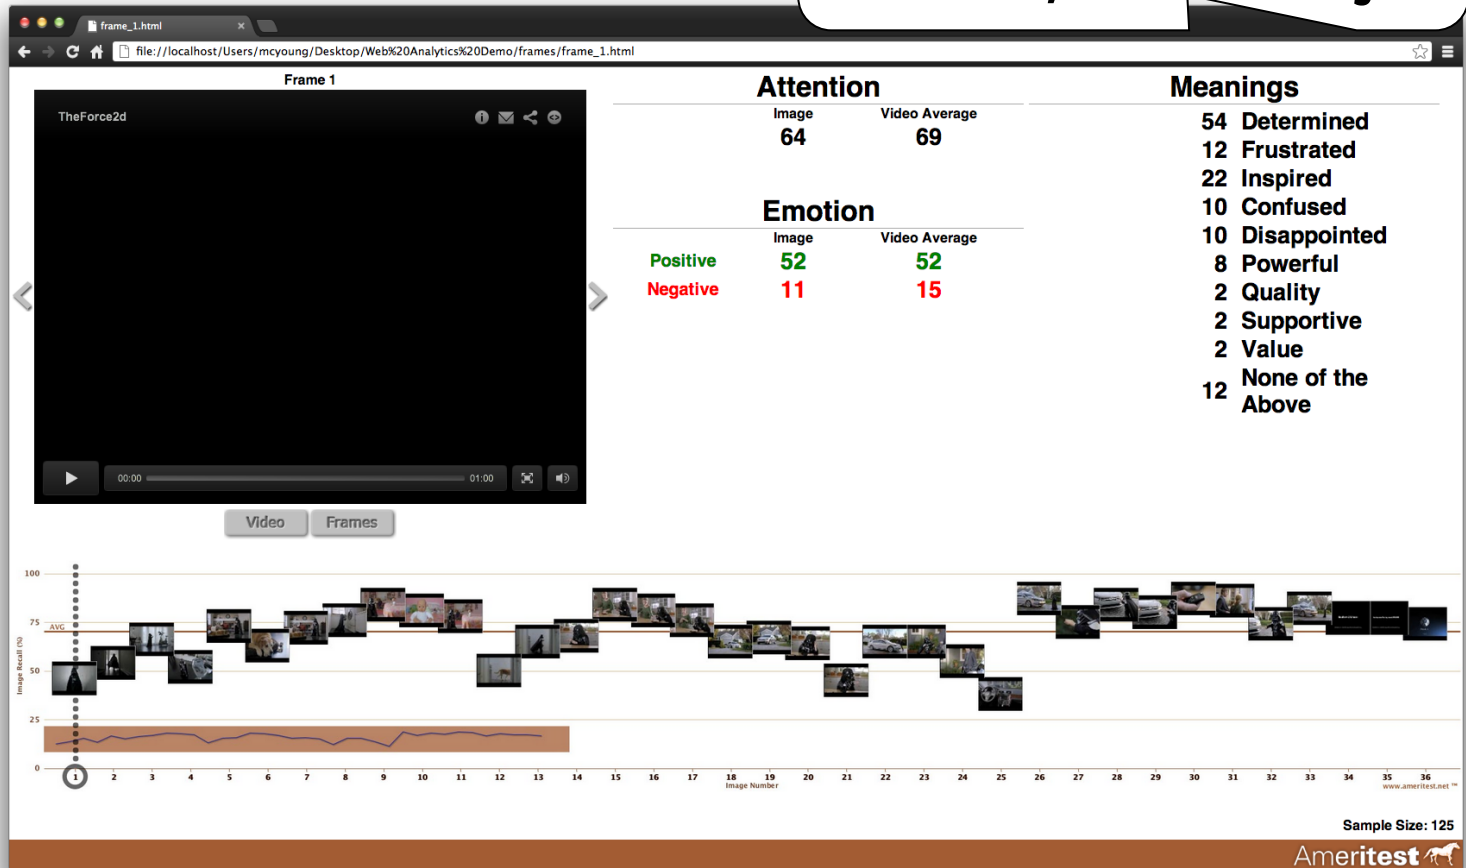 frame_1.html
file://localhost/Users/mcyoung/Desktop/Web%20Analytics%20Demo/frames/frame_1.html
Frame 1
TheForce2d
00:00
01:00
Video
Frames
Attention
Image Video Average
64 69
Emotion
Image Video Average
Positive 52 52
Negative 11 15
Meanings
54 Determined
12 Frustrated
22 Inspired
10 Confused
10 Disappointed
8 Powerful
2 Quality
2 Supportive
2 Value
12 None of the
Above
100
75
AVG
50
25
0
Image Recall (%)
1 2 3 4 5 6 7 8 9 10 11 12 13 14 15 16 17 18 19 20 21 22 23 24 25 26 27 28 29 30 31 32 33 34 35 36
Image Number
www.ameritest.net ™
Sample Size: 125
Ameritest